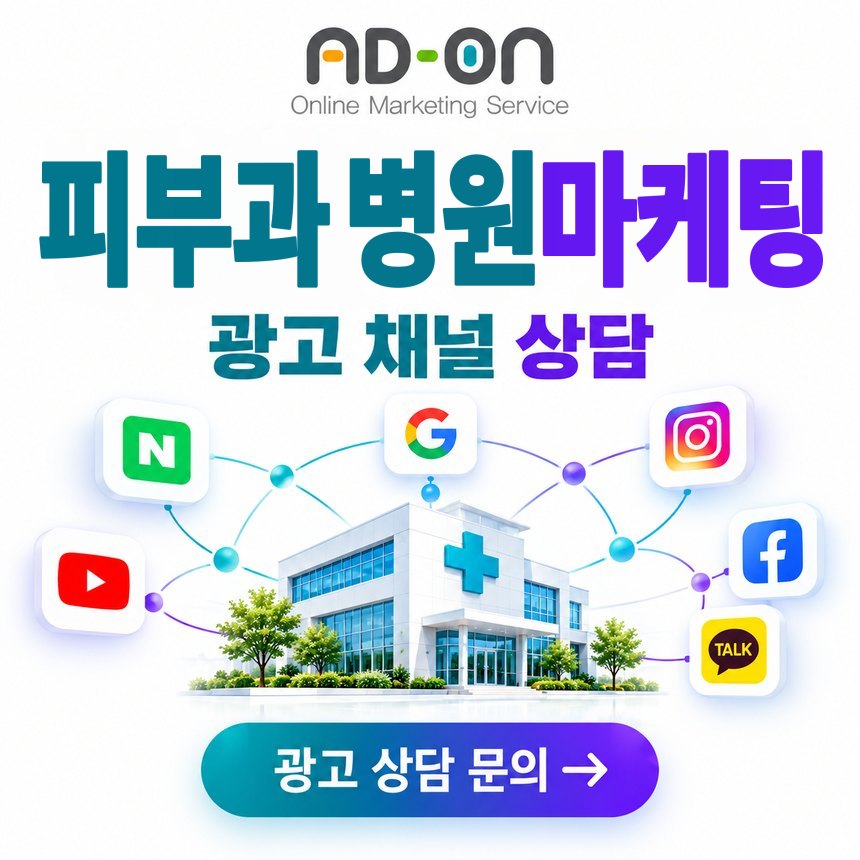 AD-ON
Online Marketing Service
피부과 병원마케팅
광고 채널 상담
N
G
f
TALK
광고 상담 문의 →